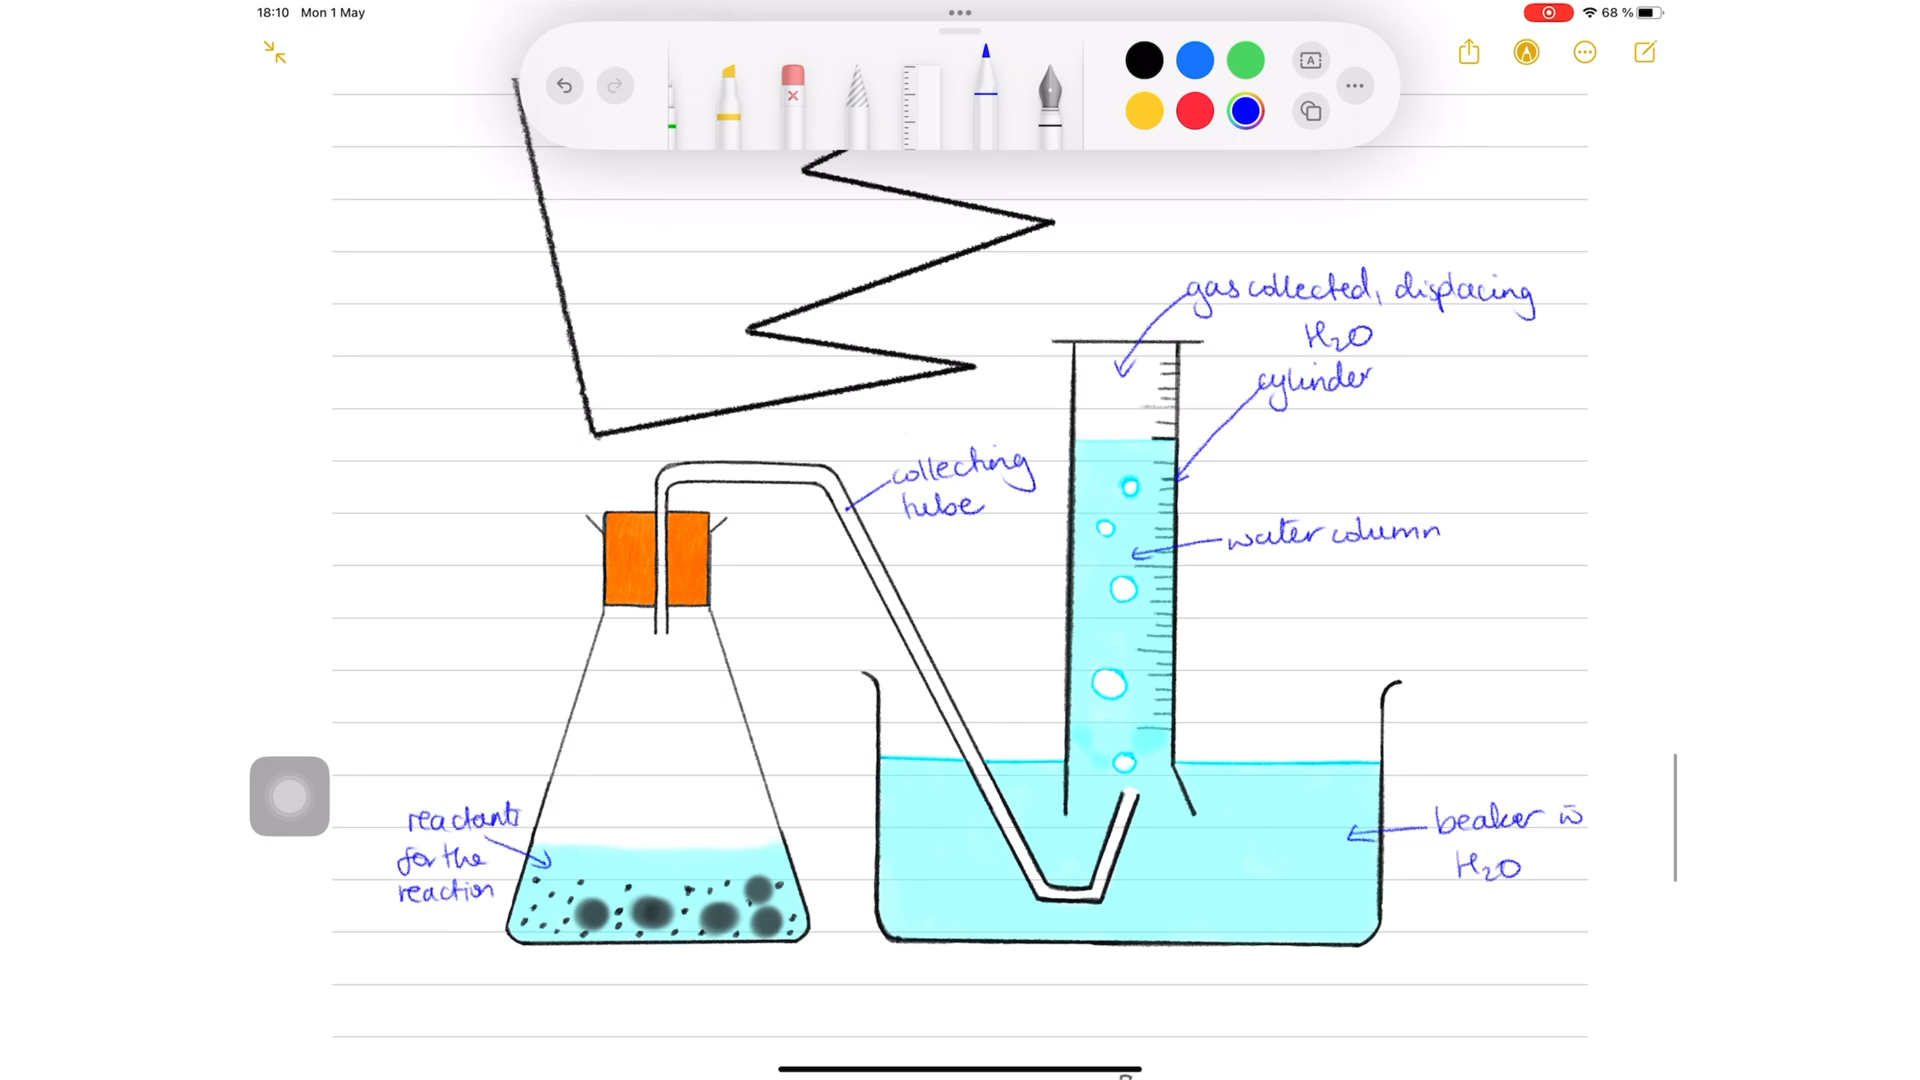 18:10 Mon 1 May
68 %
A
gas collected, displacing
H2O
cylinder
collecting
tube
water column
reactants
for the
reaction
beaker w̄
H2O